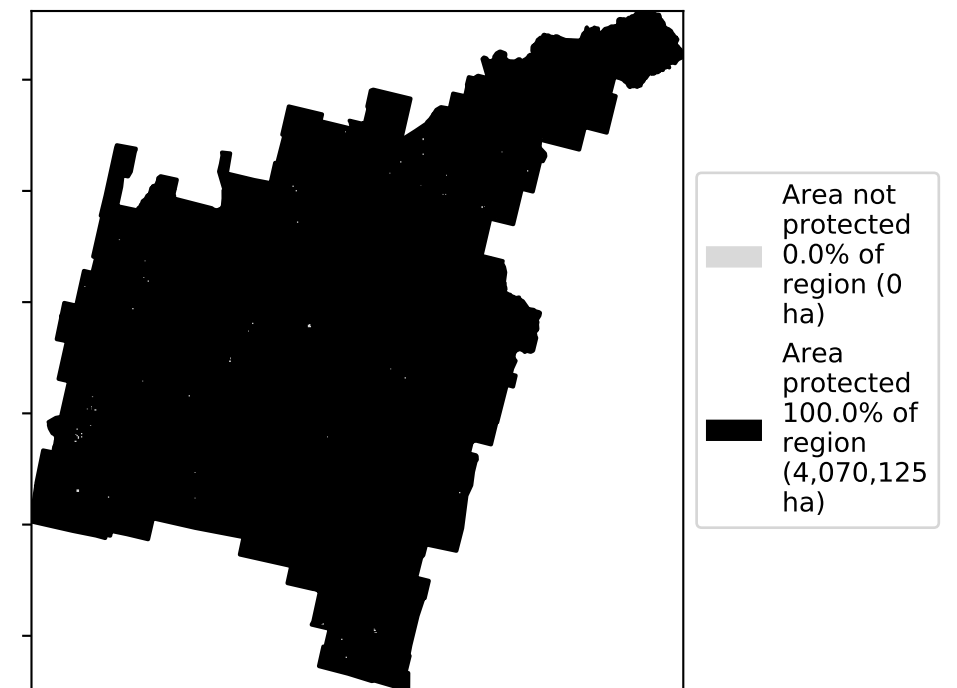 Area not
protected
0.0% of
region (0
ha)
Area
protected
100.0% of
region
(4,070,125
ha)